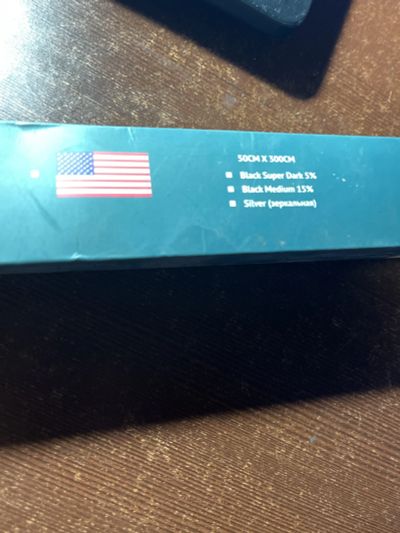 50CM X 300CM
Black Super Dark 5%
Black Medium 15%
Silver (зеркальная)